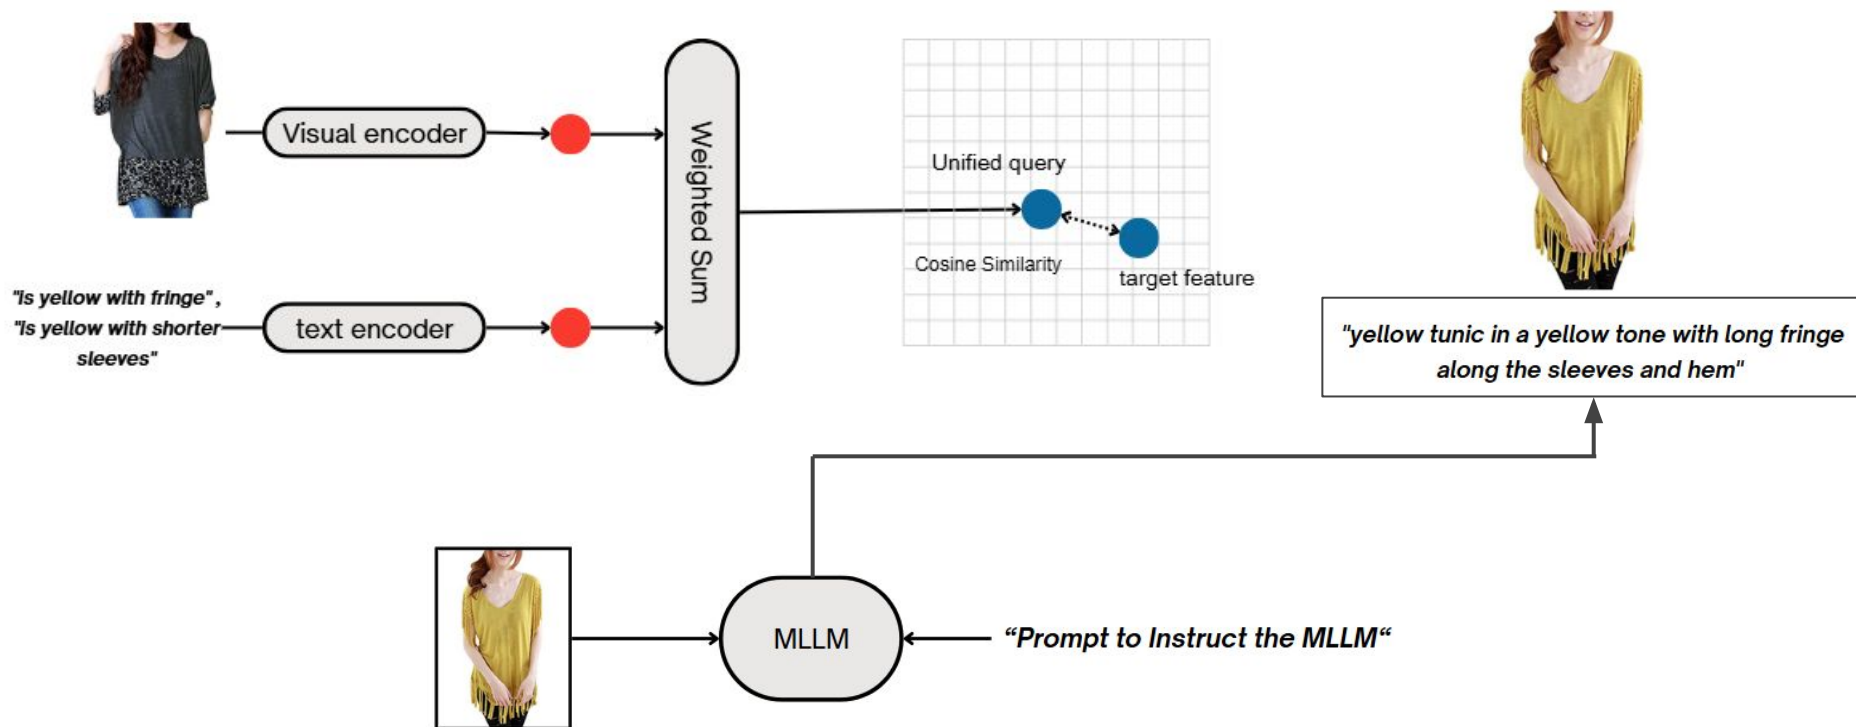 Visual encoder
Weighted Sum
Unified query
Cosine Similarity
target feature
"is yellow with fringe",
"is yellow with shorter
sleeves"
text encoder
"yellow tunic in a yellow tone with long fringe
along the sleeves and hem"
MLLM
“Prompt to Instruct the MLLM“